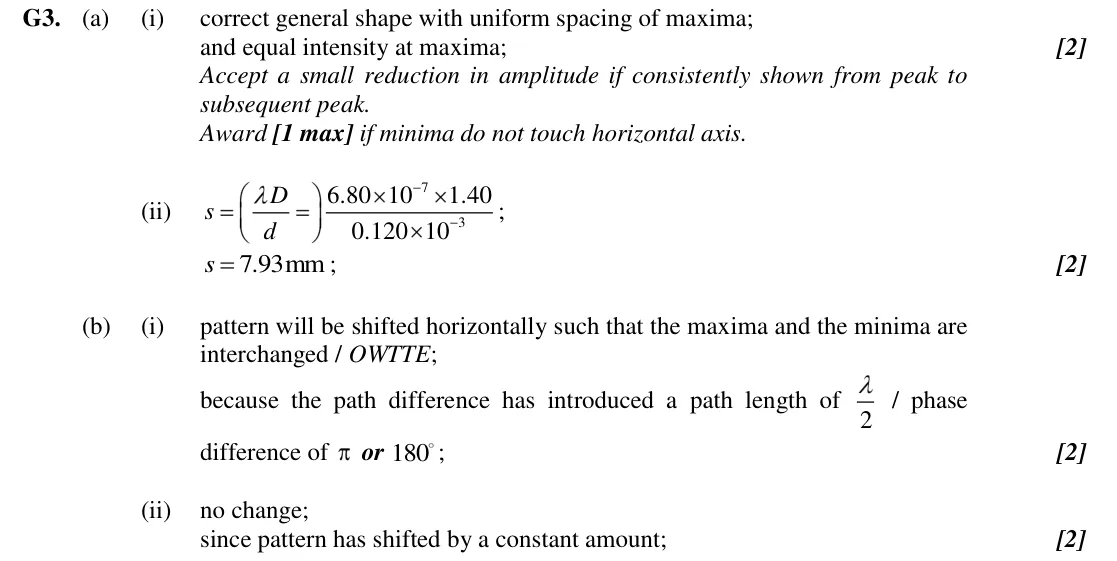 G3. (a) (i) correct general shape with uniform spacing of maxima;
and equal intensity at maxima; [2]
Accept a small reduction in amplitude if consistently shown from peak to
subsequent peak.
Award [1 max] if minima do not touch horizontal axis.
(ii) s = (λD/d =) 6.80×10⁻⁷ ×1.40 / 0.120×10⁻³ ;
s = 7.93mm ; [2]
(b) (i) pattern will be shifted horizontally such that the maxima and the minima are
interchanged / OWTTE;
because the path difference has introduced a path length of λ/2 / phase
difference of π or 180° ; [2]
(ii) no change;
since pattern has shifted by a constant amount; [2]